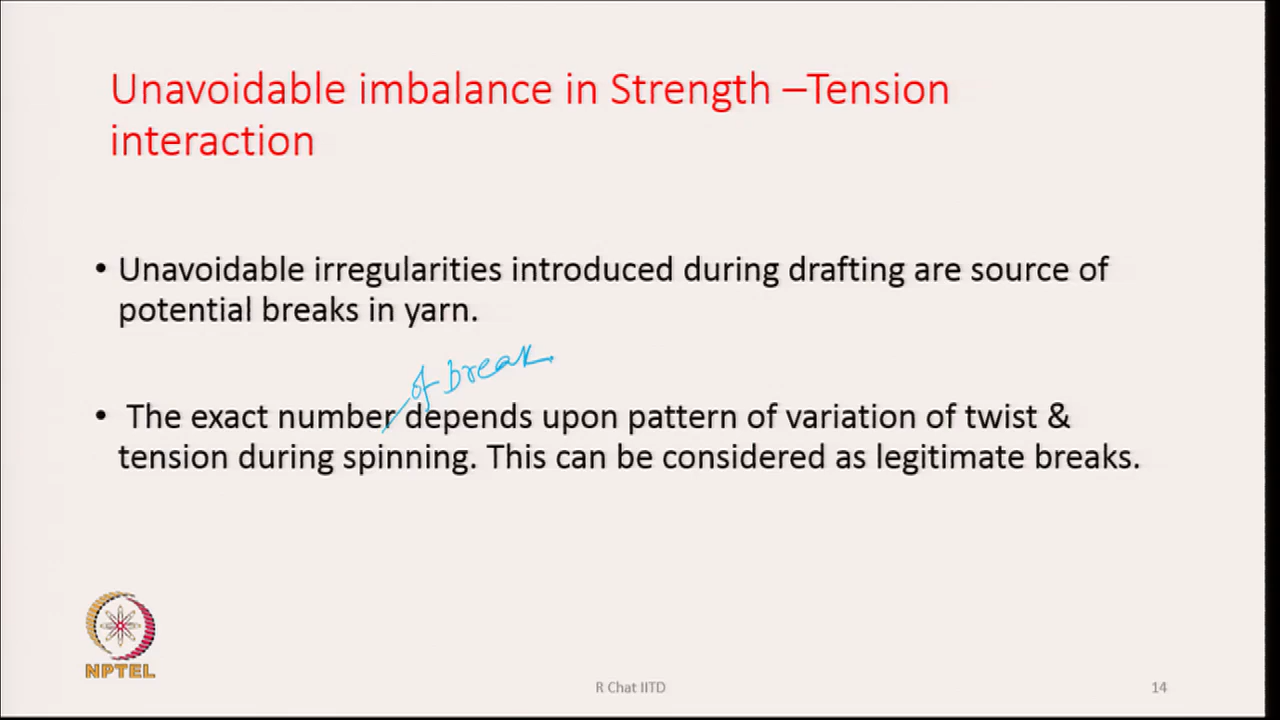 Unavoidable imbalance in Strength –Tension
interaction
• Unavoidable irregularities introduced during drafting are source of
potential breaks in yarn.
of break
• The exact number depends upon pattern of variation of twist &
tension during spinning. This can be considered as legitimate breaks.
NPTEL
R Chat IITD
14